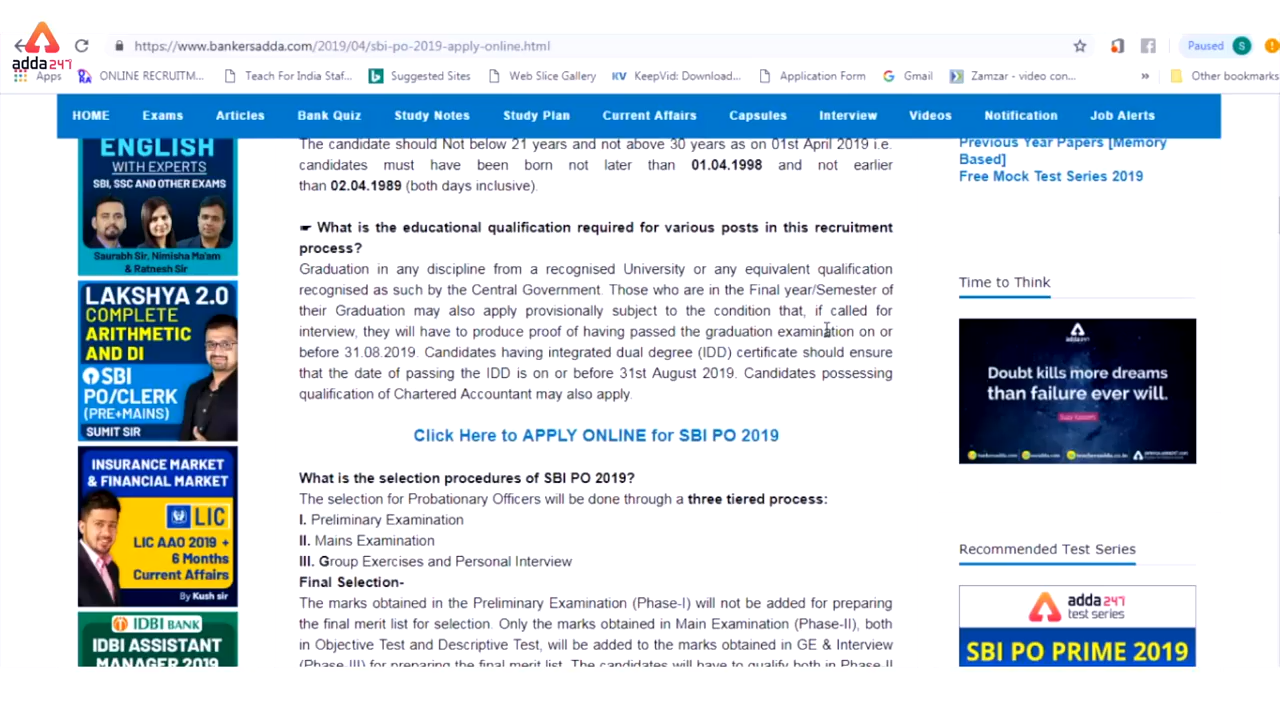 https://www.bankersadda.com/2019/04/sbi-po-2019-apply-online.html
Paused
S
adda247
Apps
ONLINE RECRUITM...
Teach For India Staf...
Suggested Sites
Web Slice Gallery
KV KeepVid: Download...
Application Form
Gmail
Zamzar - video con...
»
Other bookmarks
HOME
Exams
Articles
Bank Quiz
Study Notes
Study Plan
Current Affairs
Capsules
Interview
Videos
Notification
Job Alerts
ENGLISH
WITH EXPERTS
SBI, SSC AND OTHER EXAMS
Saurabh Sir, Nimisha Ma'am
& Ratnesh Sir
LAKSHYA 2.0
COMPLETE
ARITHMETIC
AND DI
SBI
PO/CLERK
(PRE+MAINS)
SUMIT SIR
INSURANCE MARKET
& FINANCIAL MARKET
LIC
LIC AAO 2019 +
6 Months
Current Affairs
By Kush sir
IDBI BANK
IDBI ASSISTANT
MANAGER 2019
The candidate should Not below 21 years and not above 30 years as on 01st April 2019 i.e.
candidates must have been born not later than 01.04.1998 and not earlier
than 02.04.1989 (both days inclusive).
☛ What is the educational qualification required for various posts in this recruitment
process?
Graduation in any discipline from a recognised University or any equivalent qualification
recognised as such by the Central Government. Those who are in the Final year/Semester of
their Graduation may also apply provisionally subject to the condition that, if called for
interview, they will have to produce proof of having passed the graduation examination on or
before 31.08.2019. Candidates having integrated dual degree (IDD) certificate should ensure
that the date of passing the IDD is on or before 31st August 2019. Candidates possessing
qualification of Chartered Accountant may also apply.
Click Here to APPLY ONLINE for SBI PO 2019
What is the selection procedures of SBI PO 2019?
The selection for Probationary Officers will be done through a three tiered process:
I. Preliminary Examination
II. Mains Examination
III. Group Exercises and Personal Interview
Final Selection-
The marks obtained in the Preliminary Examination (Phase-I) will not be added for preparing
the final merit list for selection. Only the marks obtained in Main Examination (Phase-II), both
in Objective Test and Descriptive Test, will be added to the marks obtained in GE & Interview
(Phase-III) for preparing the final merit list. The candidates will have to qualify both in Phase-II
Previous Year Papers [Memory
Based]
Free Mock Test Series 2019
Time to Think
Doubt kills more dreams
than failure ever will.
Recommended Test Series
adda247
test series
SBI PO PRIME 2019